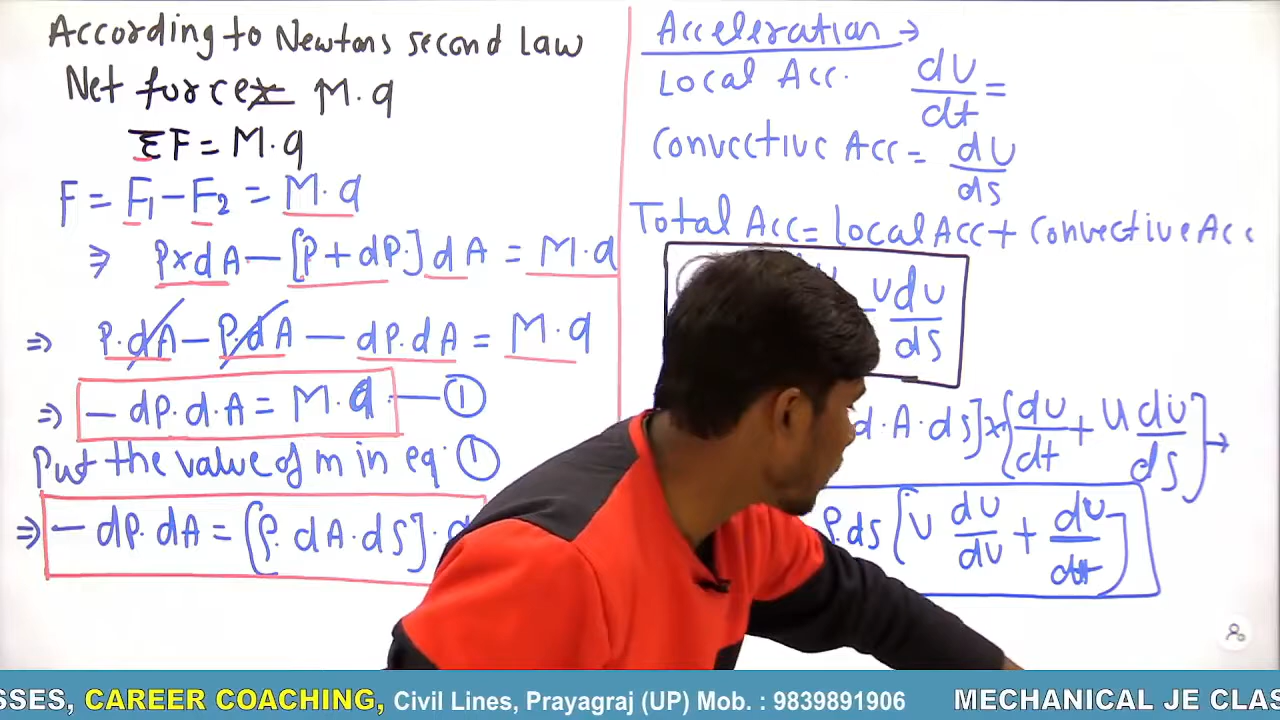 According to Newtons second law
Net force = M.a
ΣF = M.a
F = F₁ - F₂ = M.a
⇒ P×dA - [P + dP.] dA = M.a
⇒ P.dA - P.dA - dP.dA = M.a
⇒ - dP.d.A = M.a - ①
Put the value of m in eq. ①
⇒ - dP.dA = [ρ.dA.ds].
Acceleration →
Local Acc. dU/dt =
Convective Acc = dU/ds
Total Acc = local Acc + Convective Acc
U dU/ds
d.A.ds] × [dU/dt + U dU/ds] →
ρ.ds [U dU/dU + dU/dt]
SSES, CAREER COACHING, Civil Lines, Prayagraj (UP) Mob. : 9839891906 MECHANICAL JE CLAS